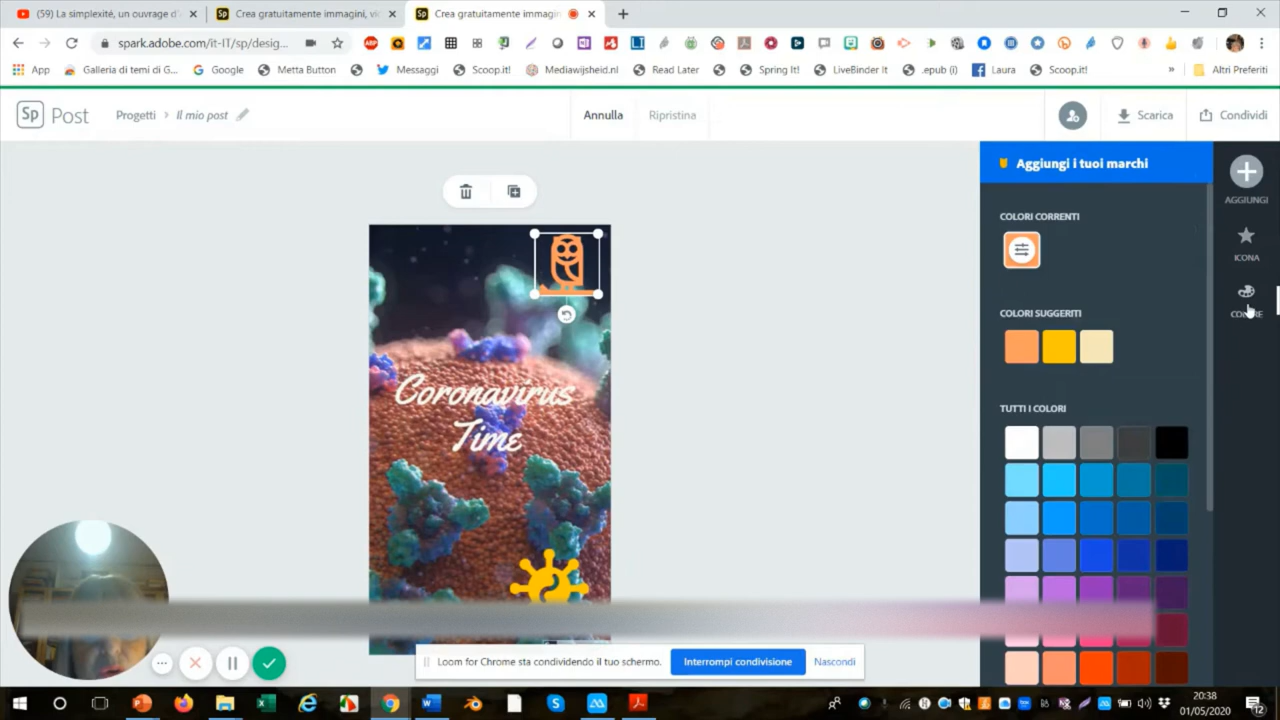 (59) La simplexité, un ouvrage d'
Crea gratuitamente immagini, vic
Crea gratuitamente immagin
spark.adobe.com/it-IT/sp/desig...
App
Galleria di temi di G...
Google
Metta Button
Messaggi
Scoop.it!
Mediawijsheid.nl
Read Later
Spring It!
LiveBinder It
.epub (i)
Laura
Scoop.it!
»
Altri Preferiti
Sp Post
Progetti > Il mio post
Annulla
Ripristina
Scarica
Condividi
Aggiungi i tuoi marchi
AGGIUNGI
COLORI CORRENTI
ICONA
COLORI SUGGERITI
TUTTI I COLORI
Coronavirus
Time
Loom for Chrome sta condividendo il tuo schermo.
Interrompi condivisione
Nascondi
20:38
01/05/2020
12